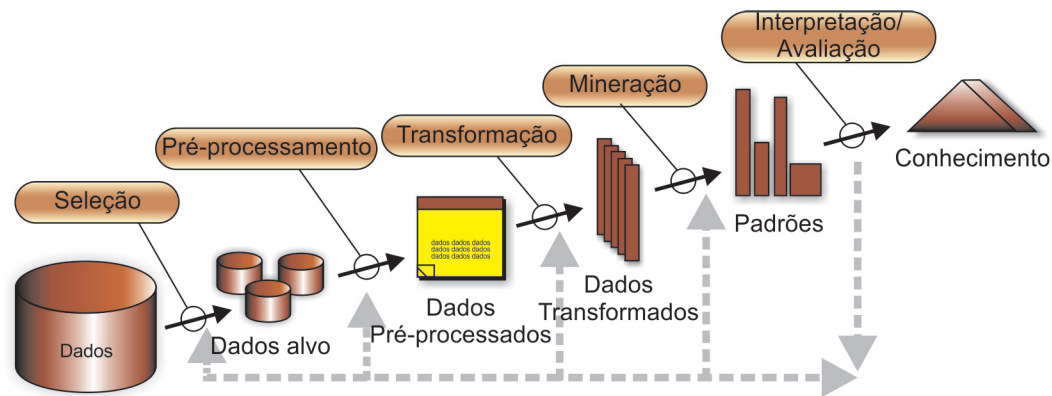 Interpretação/
Avaliação
Mineração
Transformação
Pré-processamento
Seleção
Conhecimento
Padrões
dados dados dados
dados dados dados
dados dados dados
Dados
Transformados
Dados
Pré-processados
Dados alvo
Dados